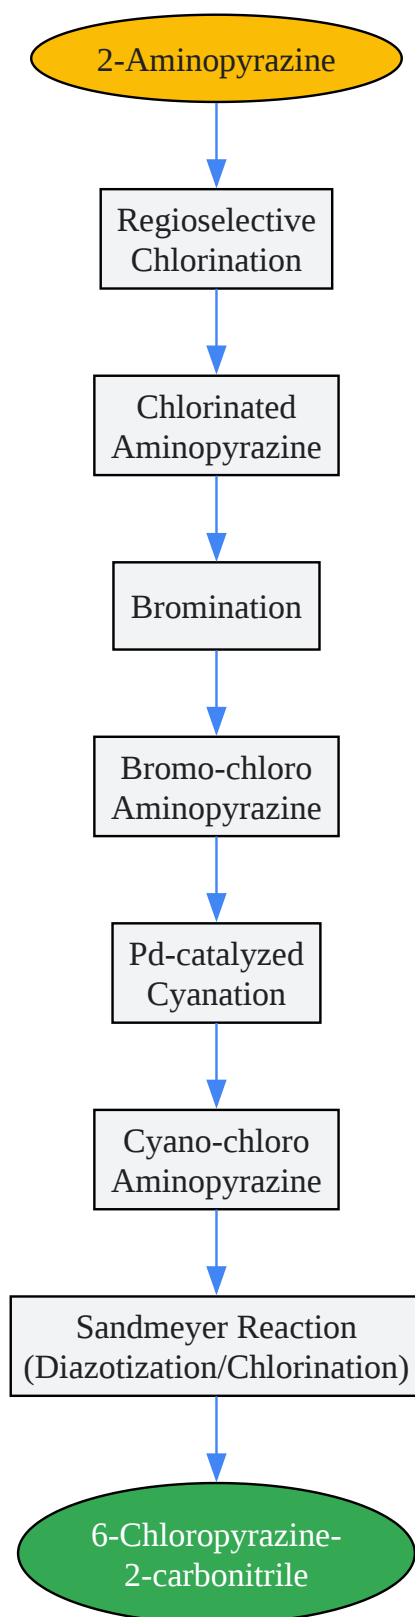 2-Aminopyrazine
Regioselective
Chlorination
Chlorinated
Aminopyrazine
Bromination
Bromo-chloro
Aminopyrazine
Pd-catalyzed
Cyanation
Cyano-chloro
Aminopyrazine
Sandmeyer Reaction
(Diazotization/Chlorination)
6-Chloropyrazine-
2-carbonitrile